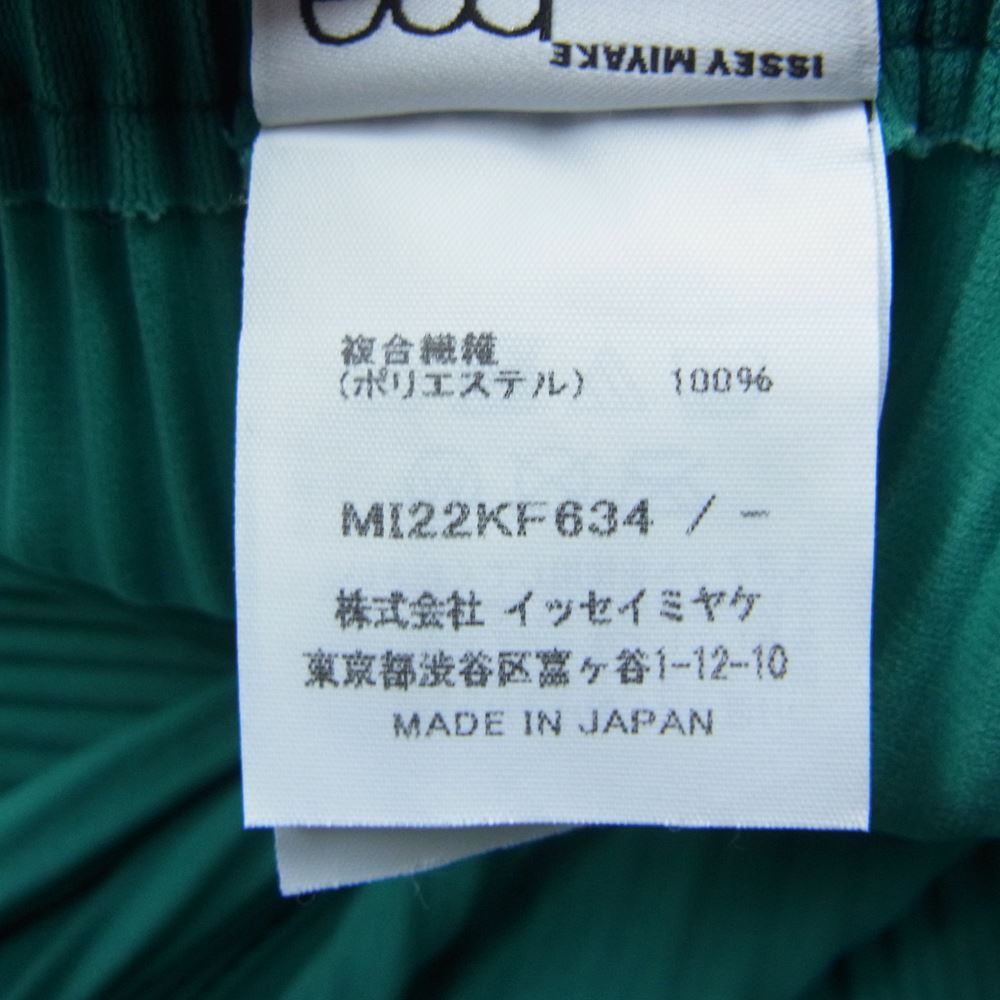 ISSEY MIYAKE
複合繊維
(ポリエステル) 100%
MI22KF634 / -
株式会社 イッセイミヤケ
東京都渋谷区富ヶ谷1-12-10
MADE IN JAPAN